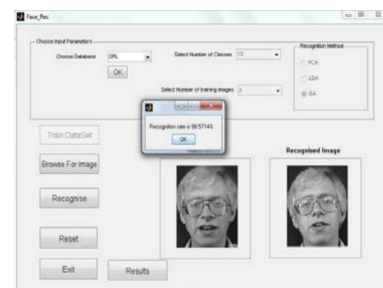 Face_Rec
Choose Input Parameters
Choose Database
ORL
Select Number of Classes
10
Recognition Method
PCA
LDA
GA
OK
Select Number of training Images
3
Recognition rate is 98.5714%
OK
Train DataSet
Browse For Image
Recognise
Reset
Exit
Results
Recognised Image